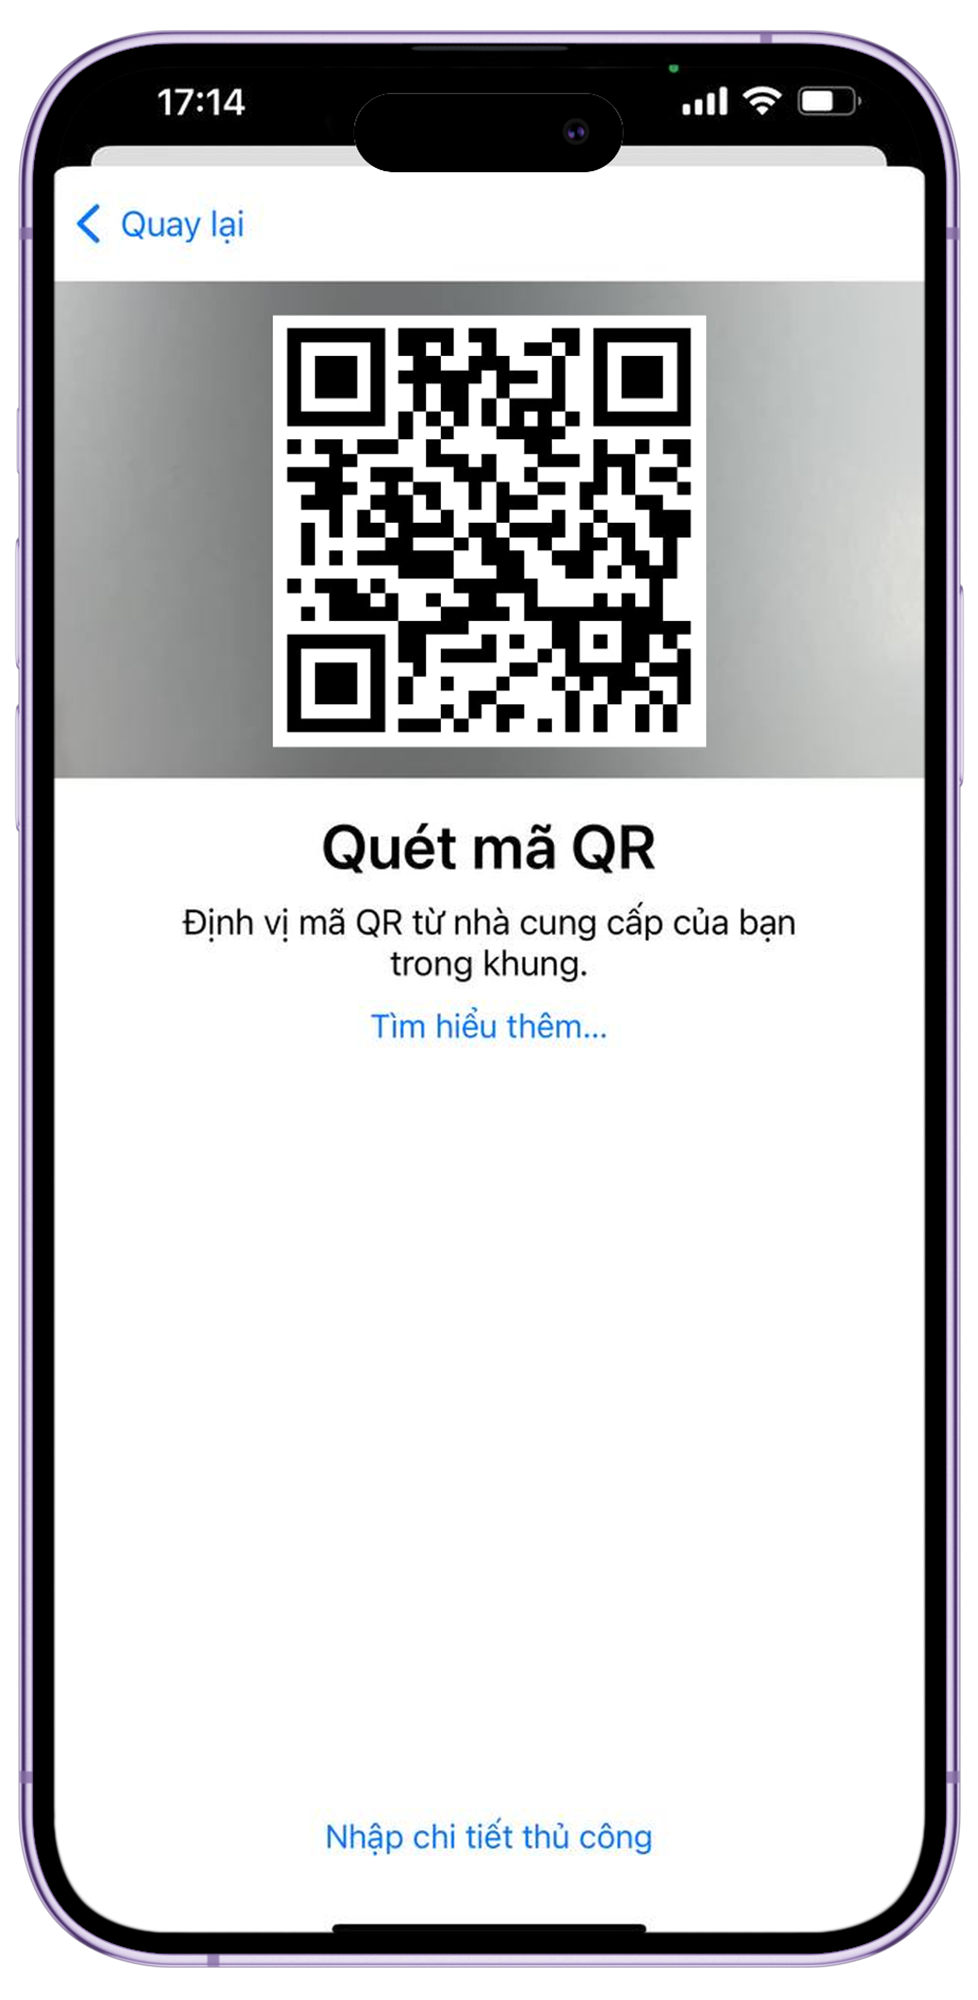 17:14
Quay lại
Quét mã QR
Định vị mã QR từ nhà cung cấp của bạn
trong khung.
Tìm hiểu thêm...
Nhập chi tiết thủ công